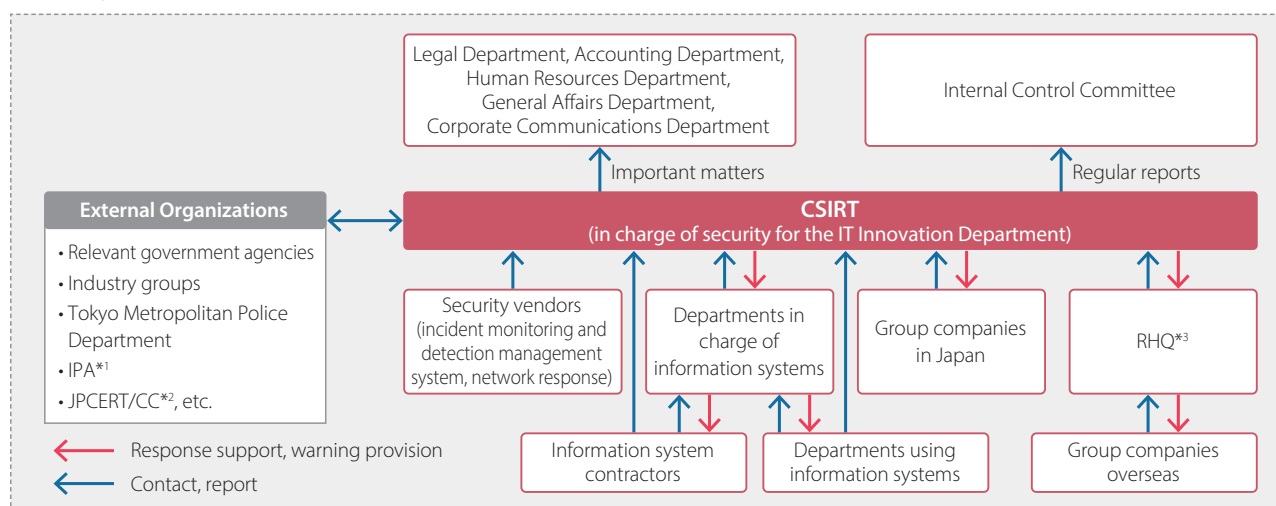 Legal Department, Accounting Department,
Human Resources Department,
General Affairs Department,
Corporate Communications Department
Internal Control Committee
Important matters
Regular reports
External Organizations
• Relevant government agencies
• Industry groups
• Tokyo Metropolitan Police
Department
• IPA*1
• JPCERT/CC*2, etc.
CSIRT
(in charge of security for the IT Innovation Department)
Security vendors
(incident monitoring and
detection management
system, network response)
Departments in
charge of
information systems
Group companies
in Japan
RHQ*3
Information system
contractors
Departments using
information systems
Group companies
overseas
Response support, warning provision
Contact, report